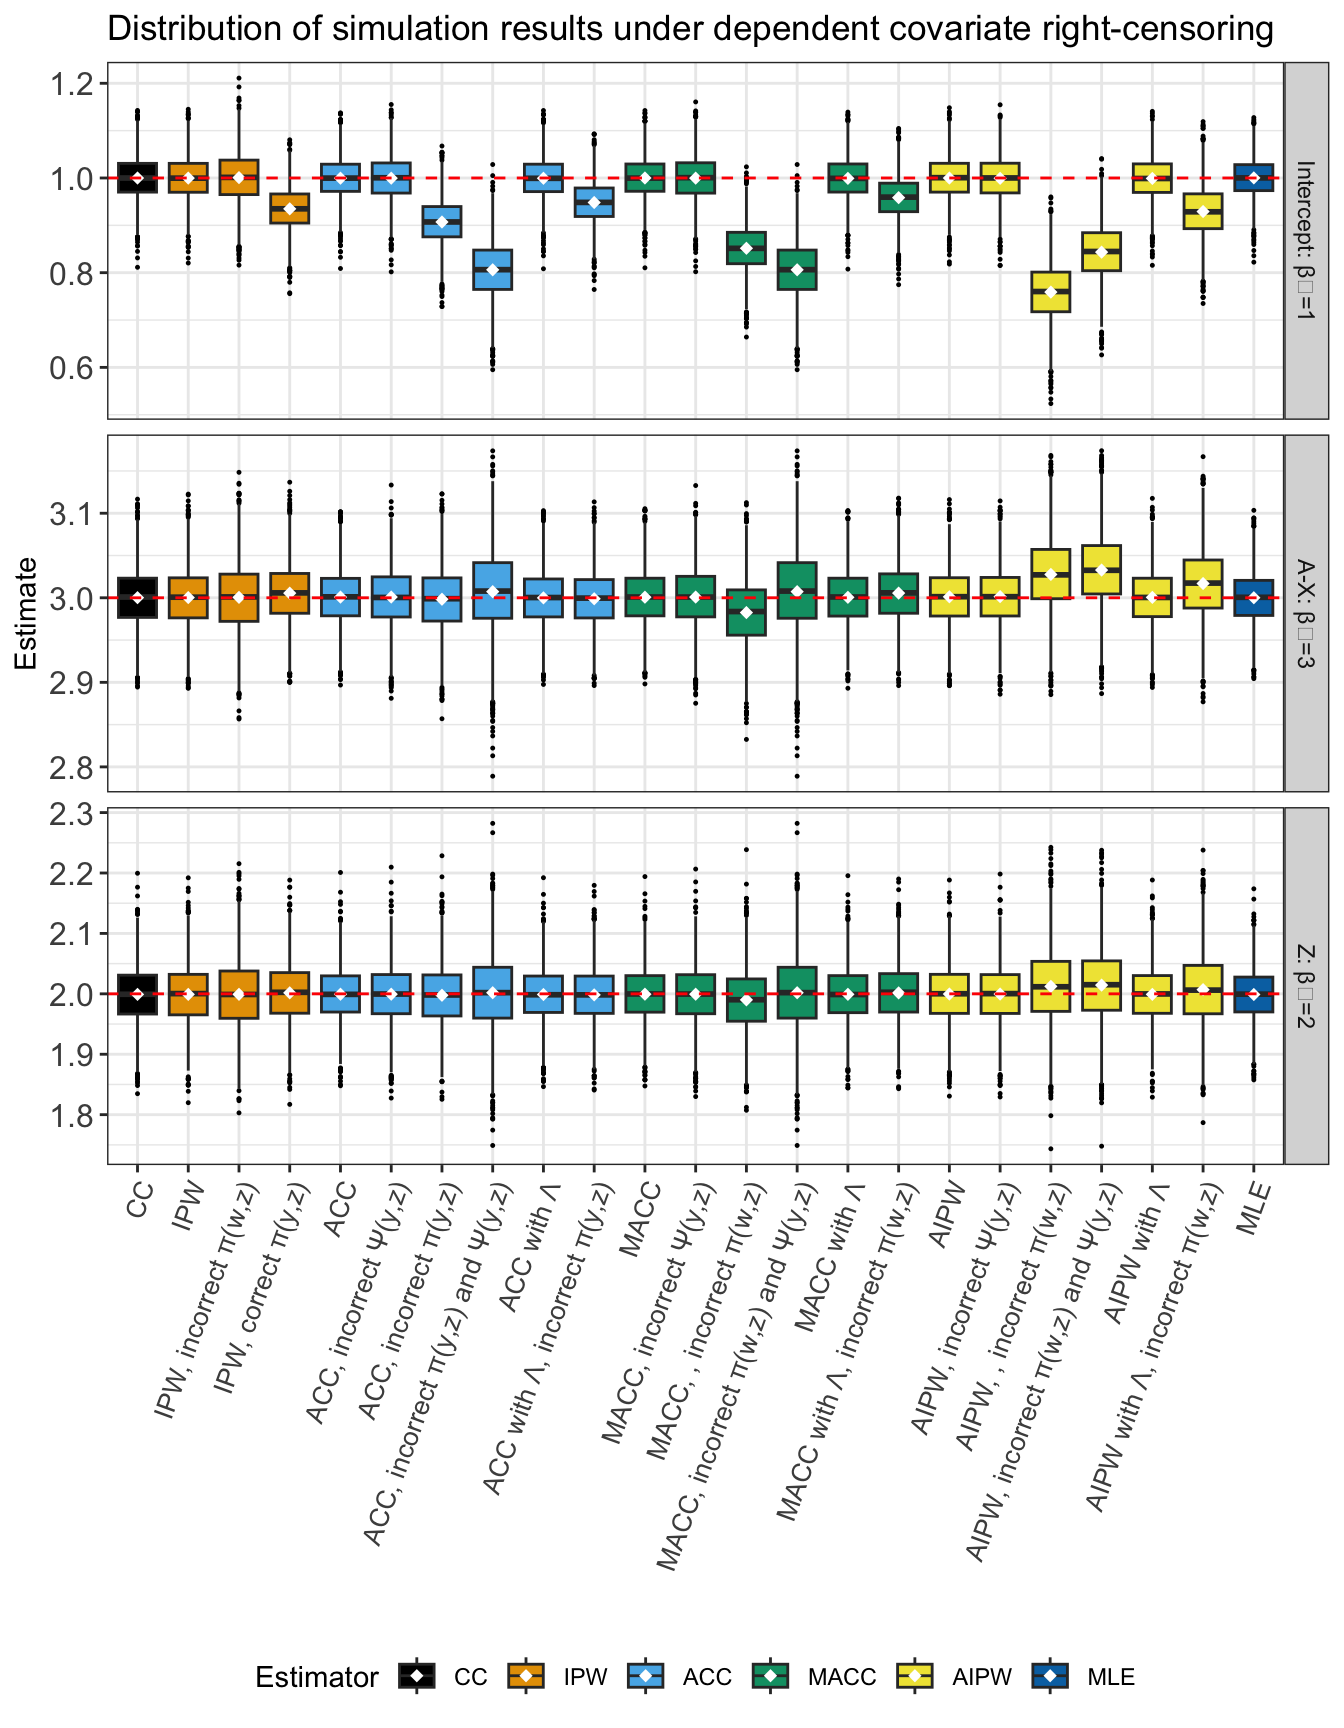 Distribution of simulation results under dependent covariate right-censoring
Estimate
1.2
1.0
0.8
0.6
Intercept: β□=1
3.1
3.0
2.9
2.8
A-X: β□=3
2.3
2.2
2.1
2.0
1.9
1.8
Z: β□=2
CC
IPW
IPW, incorrect π(w,z)
IPW, correct π(y,z)
ACC
ACC, incorrect Ψ(y,z)
ACC, incorrect π(y,z)
ACC, incorrect π(y,z) and Ψ(y,z)
ACC with Λ
ACC with Λ, incorrect π(y,z)
MACC
MACC, incorrect Ψ(y,z)
MACC, , incorrect π(w,z)
MACC, incorrect π(w,z) and Ψ(y,z)
MACC with Λ
MACC with Λ, incorrect π(w,z)
AIPW
AIPW, incorrect Ψ(y,z)
AIPW, , incorrect π(w,z)
AIPW, incorrect π(w,z) and Ψ(y,z)
AIPW with Λ
AIPW with Λ, incorrect π(w,z)
MLE
Estimator CC IPW ACC MACC AIPW MLE